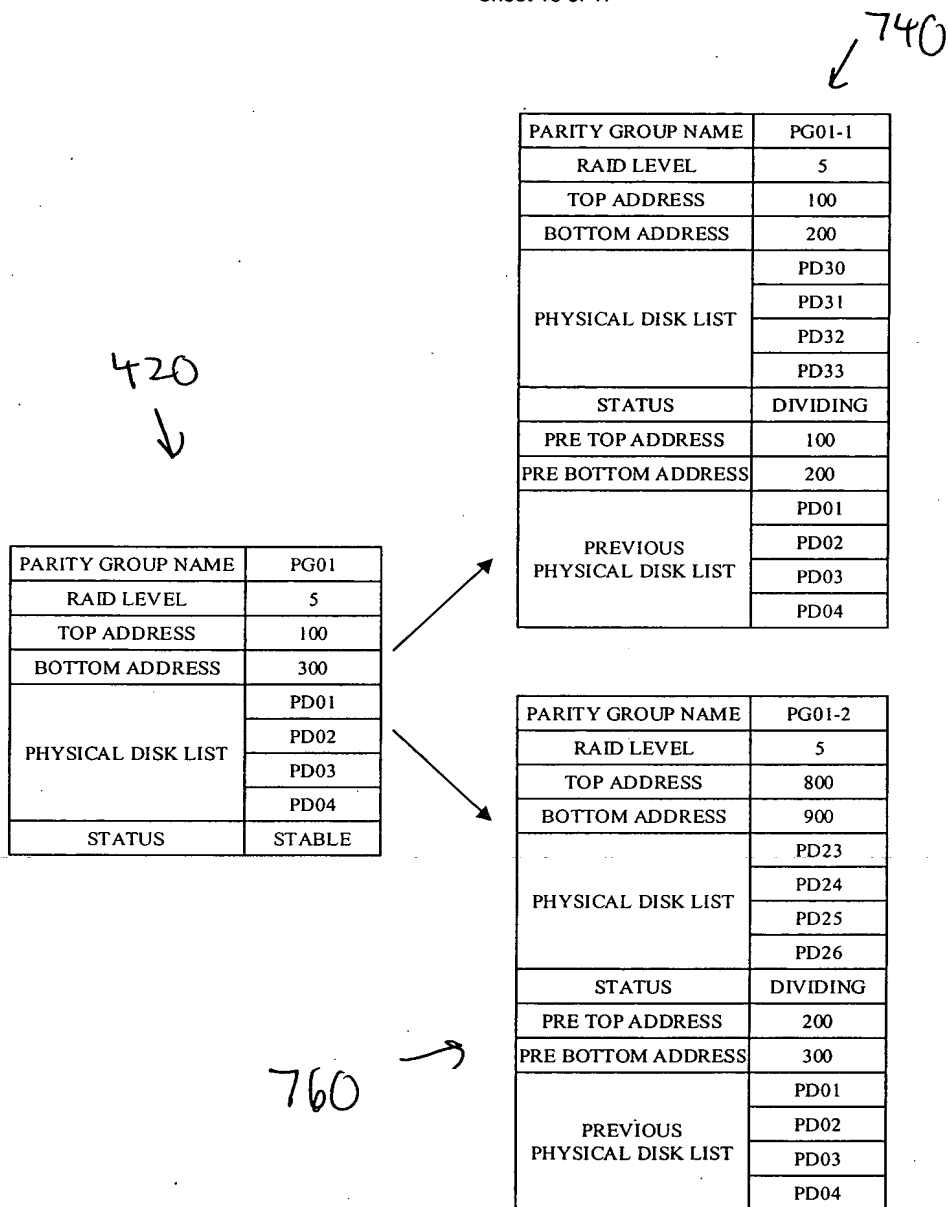 740
PARITY GROUP NAME PG01-1
RAID LEVEL 5
TOP ADDRESS 100
BOTTOM ADDRESS 200
PHYSICAL DISK LIST
PD30
PD31
PD32
PD33
STATUS DIVIDING
PRE TOP ADDRESS 100
PRE BOTTOM ADDRESS 200
PREVIOUS
PHYSICAL DISK LIST
PD01
PD02
PD03
PD04
420
PARITY GROUP NAME PG01
RAID LEVEL 5
TOP ADDRESS 100
BOTTOM ADDRESS 300
PHYSICAL DISK LIST
PD01
PD02
PD03
PD04
STATUS STABLE
PARITY GROUP NAME PG01-2
RAID LEVEL 5
TOP ADDRESS 800
BOTTOM ADDRESS 900
PHYSICAL DISK LIST
PD23
PD24
PD25
PD26
STATUS DIVIDING
PRE TOP ADDRESS 200
PRE BOTTOM ADDRESS 300
PREVIOUS
PHYSICAL DISK LIST
PD01
PD02
PD03
PD04
760